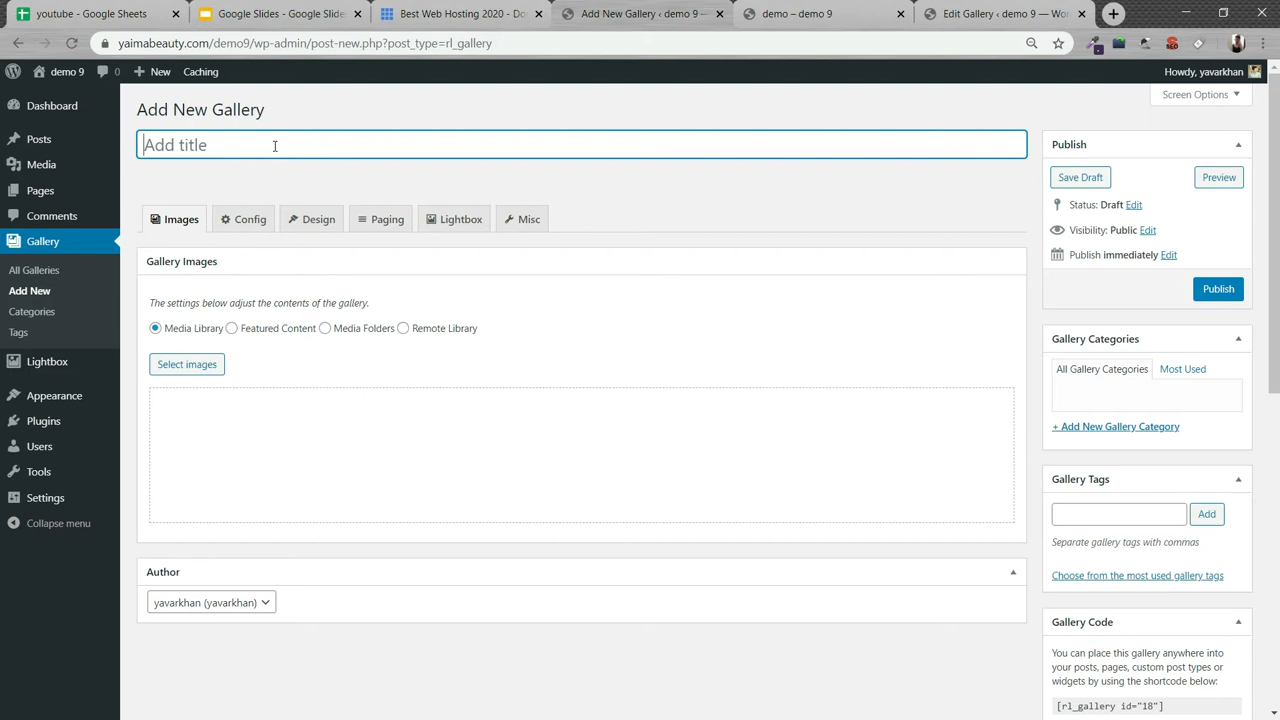 youtube - Google Sheets
Google Slides - Google Slides
Best Web Hosting 2020 - Do
Add New Gallery ‹ demo 9 —
demo – demo 9
Edit Gallery ‹ demo 9 — Wor
yaimabeauty.com/demo9/wp-admin/post-new.php?post_type=rl_gallery
demo 9
0
New
Caching
Howdy, yavarkhan
Screen Options
Dashboard
Posts
Media
Pages
Comments
Gallery
All Galleries
Add New
Categories
Tags
Lightbox
Appearance
Plugins
Users
Tools
Settings
Collapse menu
Add New Gallery
Add title
Images
Config
Design
Paging
Lightbox
Misc
Gallery Images
The settings below adjust the contents of the gallery.
Media Library Featured Content Media Folders Remote Library
Select images
Author
yavarkhan (yavarkhan)
Publish
Save Draft
Preview
Status: Draft Edit
Visibility: Public Edit
Publish immediately Edit
Publish
Gallery Categories
All Gallery Categories
Most Used
+ Add New Gallery Category
Gallery Tags
Add
Separate gallery tags with commas
Choose from the most used gallery tags
Gallery Code
You can place this gallery anywhere into
your posts, pages, custom post types or
widgets by using the shortcode below:
[rl_gallery id="18"]